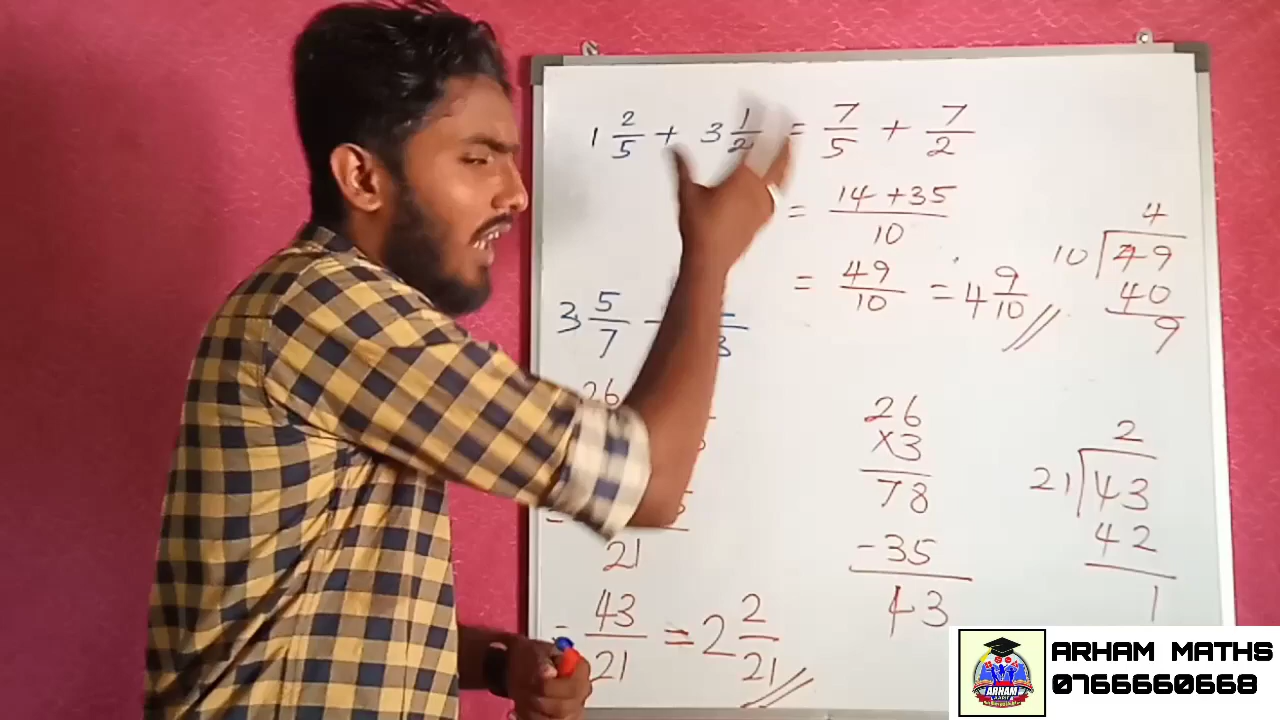 1 2/5 + 3 1/2 = 7/5 + 7/2
= 14 + 35 / 10
= 49/10 = 4 9/10
4
10 49
40
9
3 5/7 - /3
26
21
= 43/21 = 2 2/21
26
×3
78
-35
43
2
21 43
42
1
ARHAM MATHS
0766660668
ARHAM